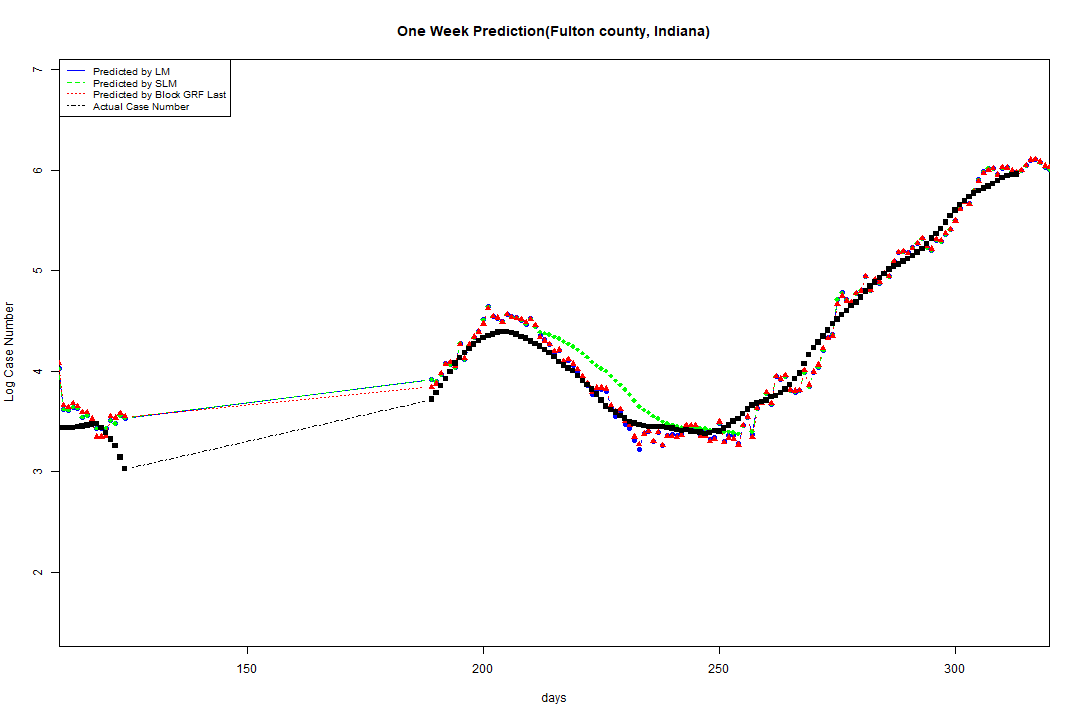 One Week Prediction(Fulton county, Indiana)
Predicted by LM
Predicted by SLM
Predicted by Block GRF Last
Actual Case Number
7
6
5
4
3
2
Log Case Number
150
200
250
300
days